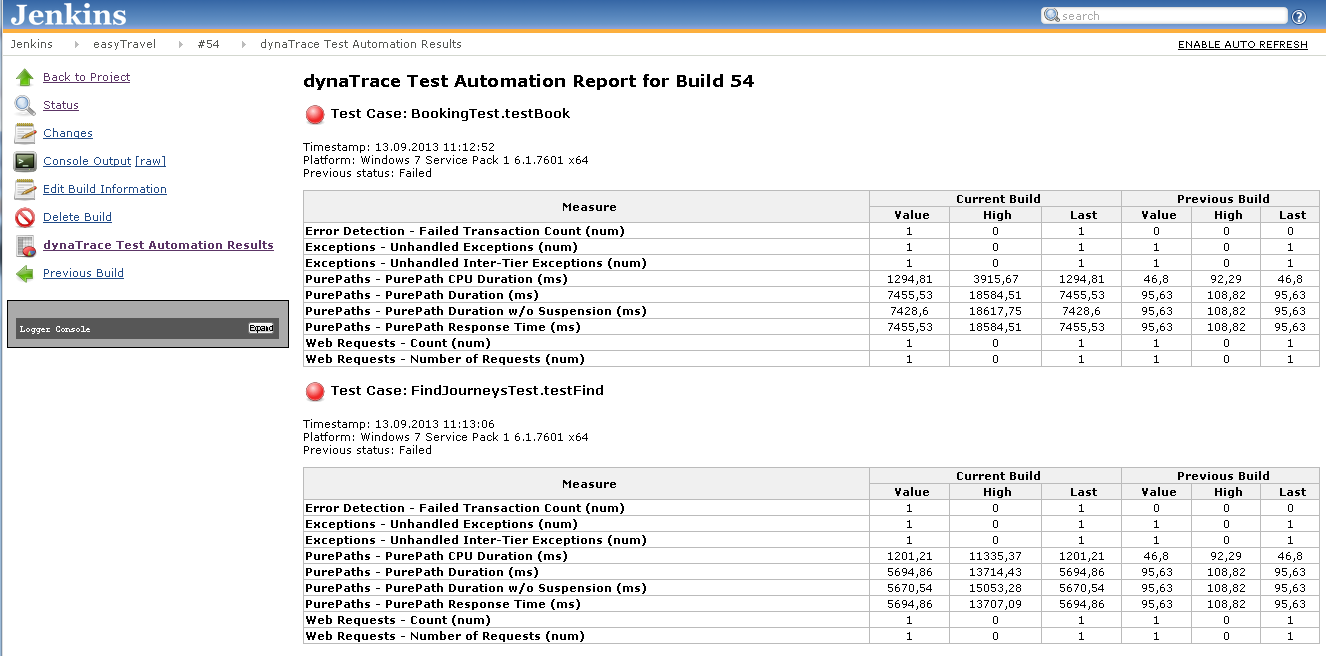 Jenkins
search
Jenkins easyTravel #54 dynaTrace Test Automation Results
ENABLE AUTO REFRESH
Back to Project
Status
Changes
Console Output [raw]
Edit Build Information
Delete Build
dynaTrace Test Automation Results
Previous Build
Logger Console Expand
dynaTrace Test Automation Report for Build 54
Test Case: BookingTest.testBook
Timestamp: 13.09.2013 11:12:52
Platform: Windows 7 Service Pack 1 6.1.7601 x64
Previous status: Failed
Measure Current Build Previous Build
Value High Last Value High Last
Error Detection - Failed Transaction Count (num) 1 0 1 0 0 0
Exceptions - Unhandled Exceptions (num) 1 0 1 1 0 1
Exceptions - Unhandled Inter-Tier Exceptions (num) 1 0 1 1 0 1
PurePaths - PurePath CPU Duration (ms) 1294,81 3915,67 1294,81 46,8 92,29 46,8
PurePaths - PurePath Duration (ms) 7455,53 18584,51 7455,53 95,63 108,82 95,63
PurePaths - PurePath Duration w/o Suspension (ms) 7428,6 18617,75 7428,6 95,63 108,82 95,63
PurePaths - PurePath Response Time (ms) 7455,53 18584,51 7455,53 95,63 108,82 95,63
Web Requests - Count (num) 1 0 1 1 0 1
Web Requests - Number of Requests (num) 1 0 1 1 0 1
Test Case: FindJourneysTest.testFind
Timestamp: 13.09.2013 11:13:06
Platform: Windows 7 Service Pack 1 6.1.7601 x64
Previous status: Failed
Measure Current Build Previous Build
Value High Last Value High Last
Error Detection - Failed Transaction Count (num) 1 0 1 0 0 0
Exceptions - Unhandled Exceptions (num) 1 0 1 1 0 1
Exceptions - Unhandled Inter-Tier Exceptions (num) 1 0 1 1 0 1
PurePaths - PurePath CPU Duration (ms) 1201,21 11335,37 1201,21 46,8 92,29 46,8
PurePaths - PurePath Duration (ms) 5694,86 13714,43 5694,86 95,63 108,82 95,63
PurePaths - PurePath Duration w/o Suspension (ms) 5670,54 15053,28 5670,54 95,63 108,82 95,63
PurePaths - PurePath Response Time (ms) 5694,86 13707,09 5694,86 95,63 108,82 95,63
Web Requests - Count (num) 1 0 1 1 0 1
Web Requests - Number of Requests (num) 1 0 1 1 0 1